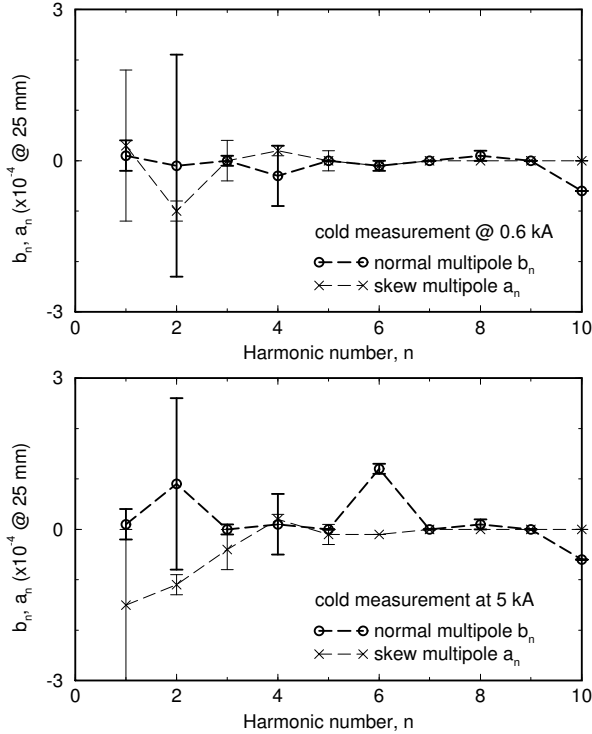 3
0
-3
b_n, a_n (x10^-4 @ 25 mm)
cold measurement @ 0.6 kA
normal multipole b_n
skew multipole a_n
0 2 4 6 8 10
Harmonic number, n
3
0
-3
b_n, a_n (x10^-4 @ 25 mm)
cold measurement at 5 kA
normal multipole b_n
skew multipole a_n
0 2 4 6 8 10
Harmonic number, n